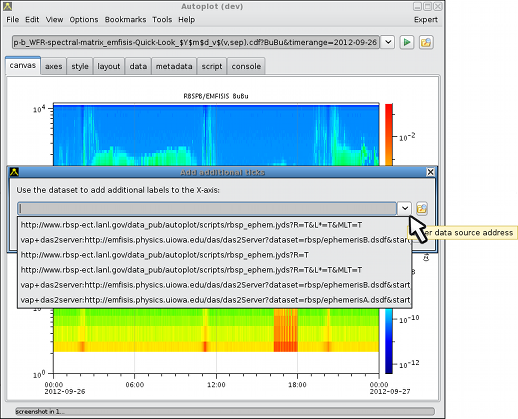 Autoplot (dev)
File Edit View Options Bookmarks Tools Help Expert
p-b_WFR-spectral-matrix_emfisis-Quick-Look_$Y$m$d_v$(v,sep).cdf?BuBu&timerange=2012-09-26
canvas axes style layout data metadata script console
RBSPB/EMFISIS BuBu
10⁴
10⁻²
Add additional ticks
Use the dataset to add additional labels to the X-axis:
er data source address
http://www.rbsp-ect.lanl.gov/data_pub/autoplot/scripts/rbsp_ephem.jyds?R=T&L*=T&MLT=T
vap+das2server:http://emfisis.physics.uiowa.edu/das/das2Server?dataset=rbsp/ephemerisB.dsdf&start
http://www.rbsp-ect.lanl.gov/data_pub/autoplot/scripts/rbsp_ephem.jyds?R=T
http://www.rbsp-ect.lanl.gov/data_pub/autoplot/scripts/rbsp_ephem.jyds?R=T&L*=T&MLT=T
vap+das2server:http://emfisis.physics.uiowa.edu/das/das2Server?dataset=rbsp/ephemerisB.dsdf&start
vap+das2server:http://emfisis.physics.uiowa.edu/das/das2Server?dataset=rbsp/ephemerisA.dsdf&start
10⁻¹⁰
10⁻¹²
10⁰
00:00 06:00 12:00 18:00 00:00
2012-09-26 2012-09-27
screenshot in 1...